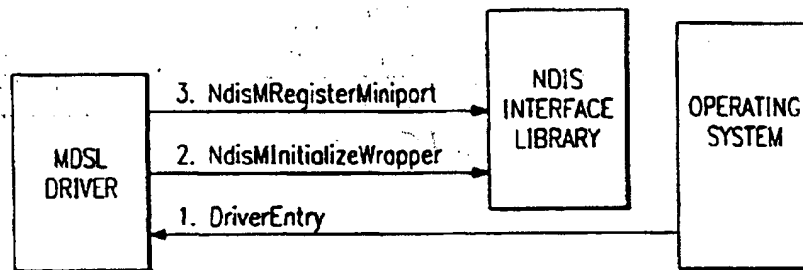 3. NdisMRegisterMiniport
2. NdisMInitializeWrapper
1. DriverEntry
MDSL
DRIVER
NDIS
INTERFACE
LIBRARY
OPERATING
SYSTEM